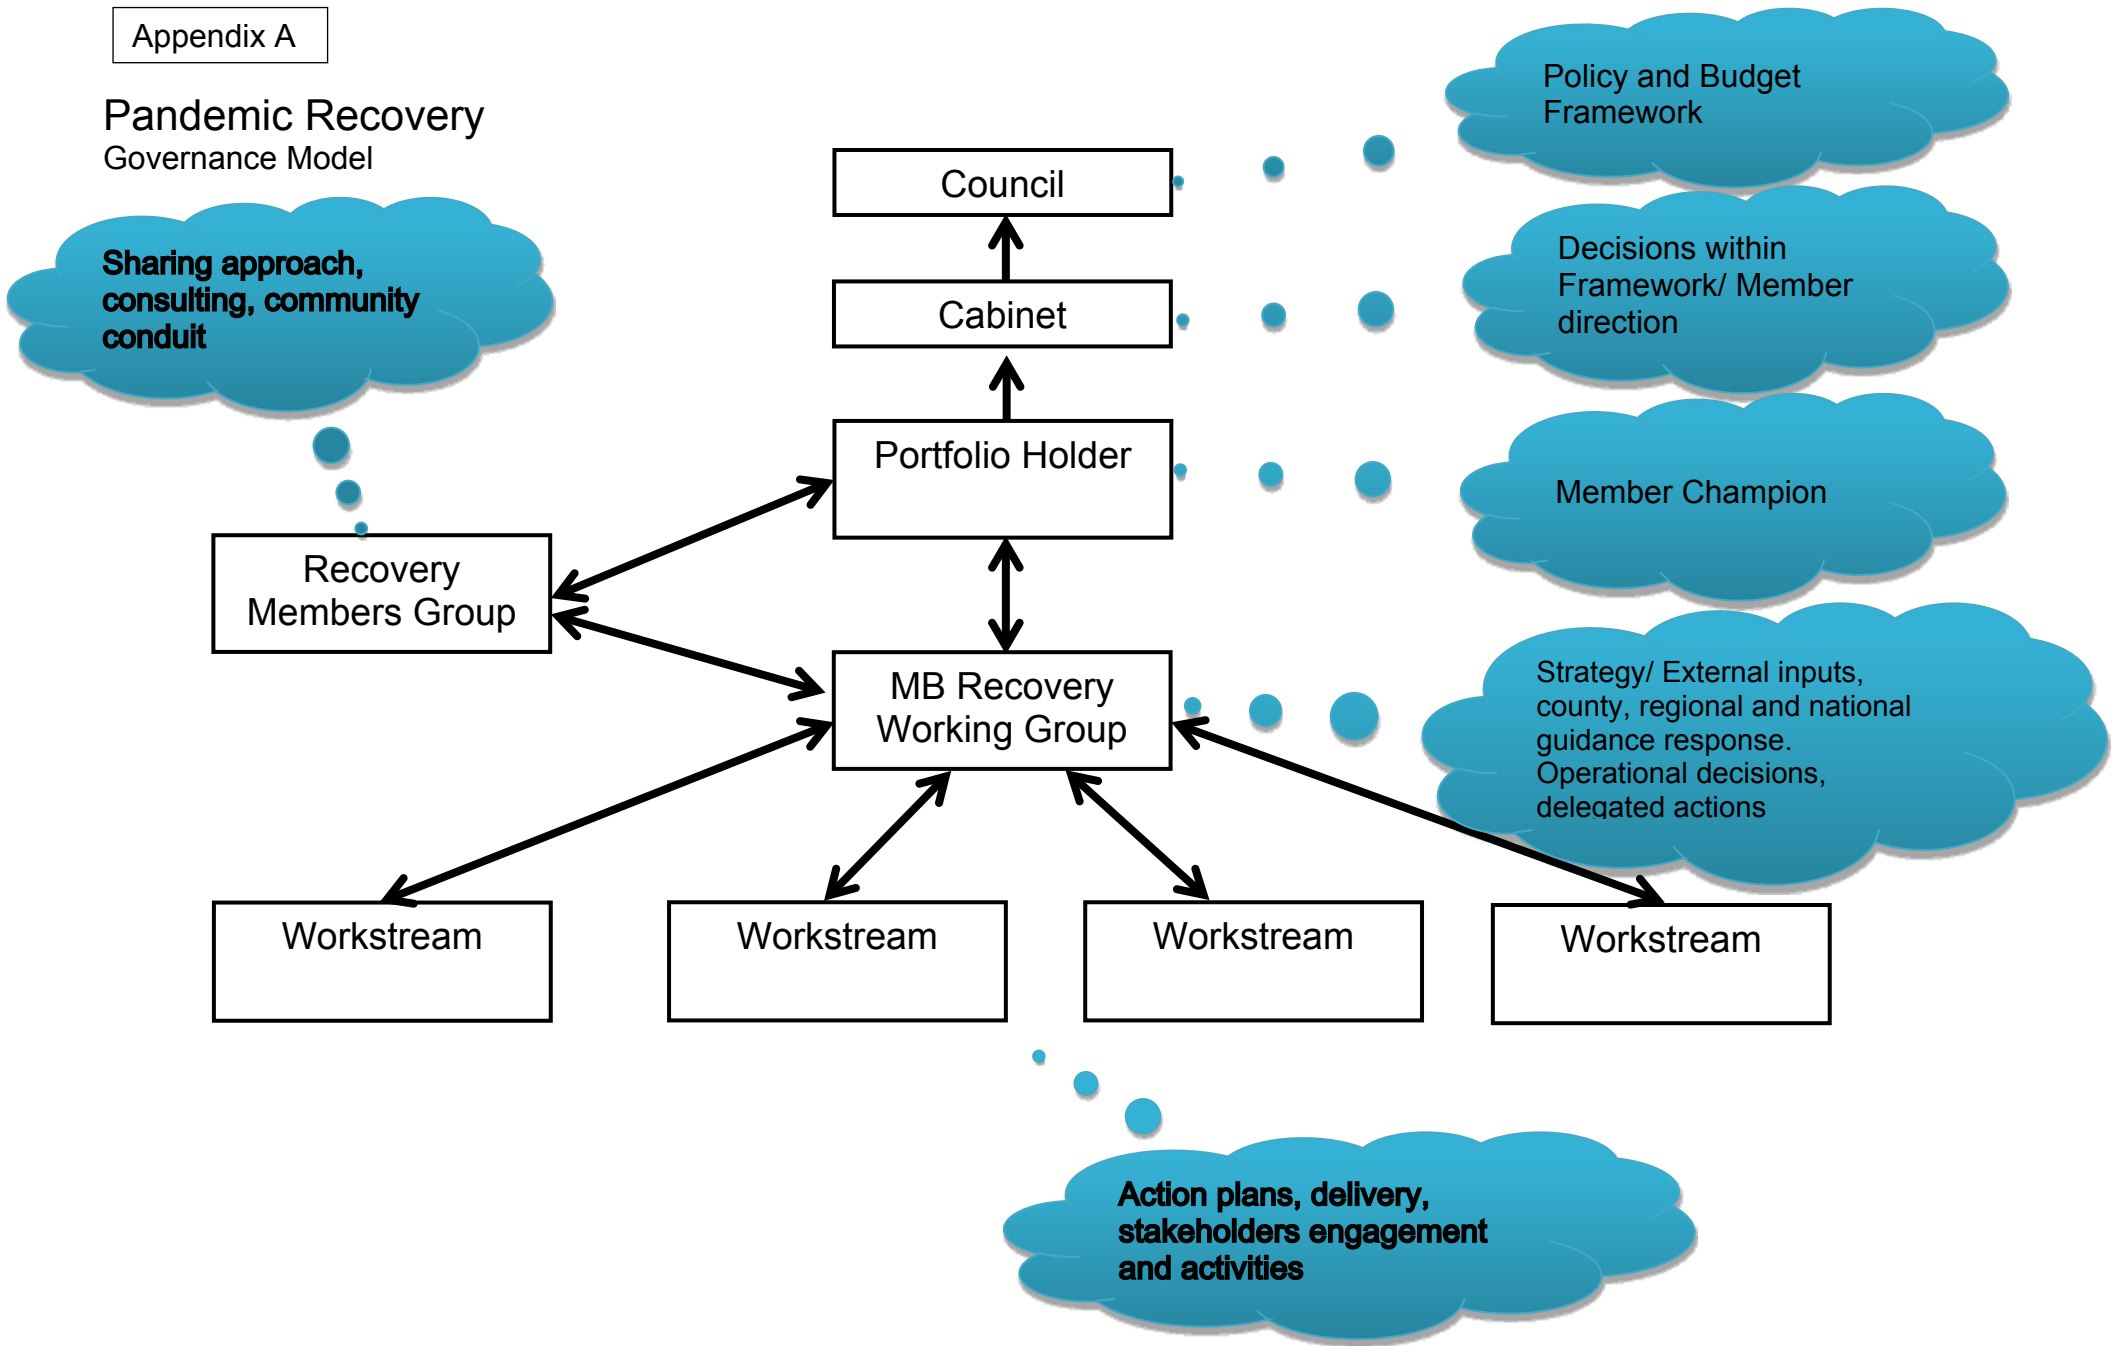 Appendix A
Pandemic Recovery
Governance Model
Policy and Budget
Framework
Council
Sharing approach,
consulting, community
conduit
Decisions within
Framework/ Member
direction
Cabinet
Portfolio Holder
Member Champion
Recovery
Members Group
MB Recovery
Working Group
Strategy/ External inputs,
county, regional and national
guidance response.
Operational decisions,
delegated actions
Workstream
Workstream
Workstream
Workstream
Action plans, delivery,
stakeholders engagement
and activities